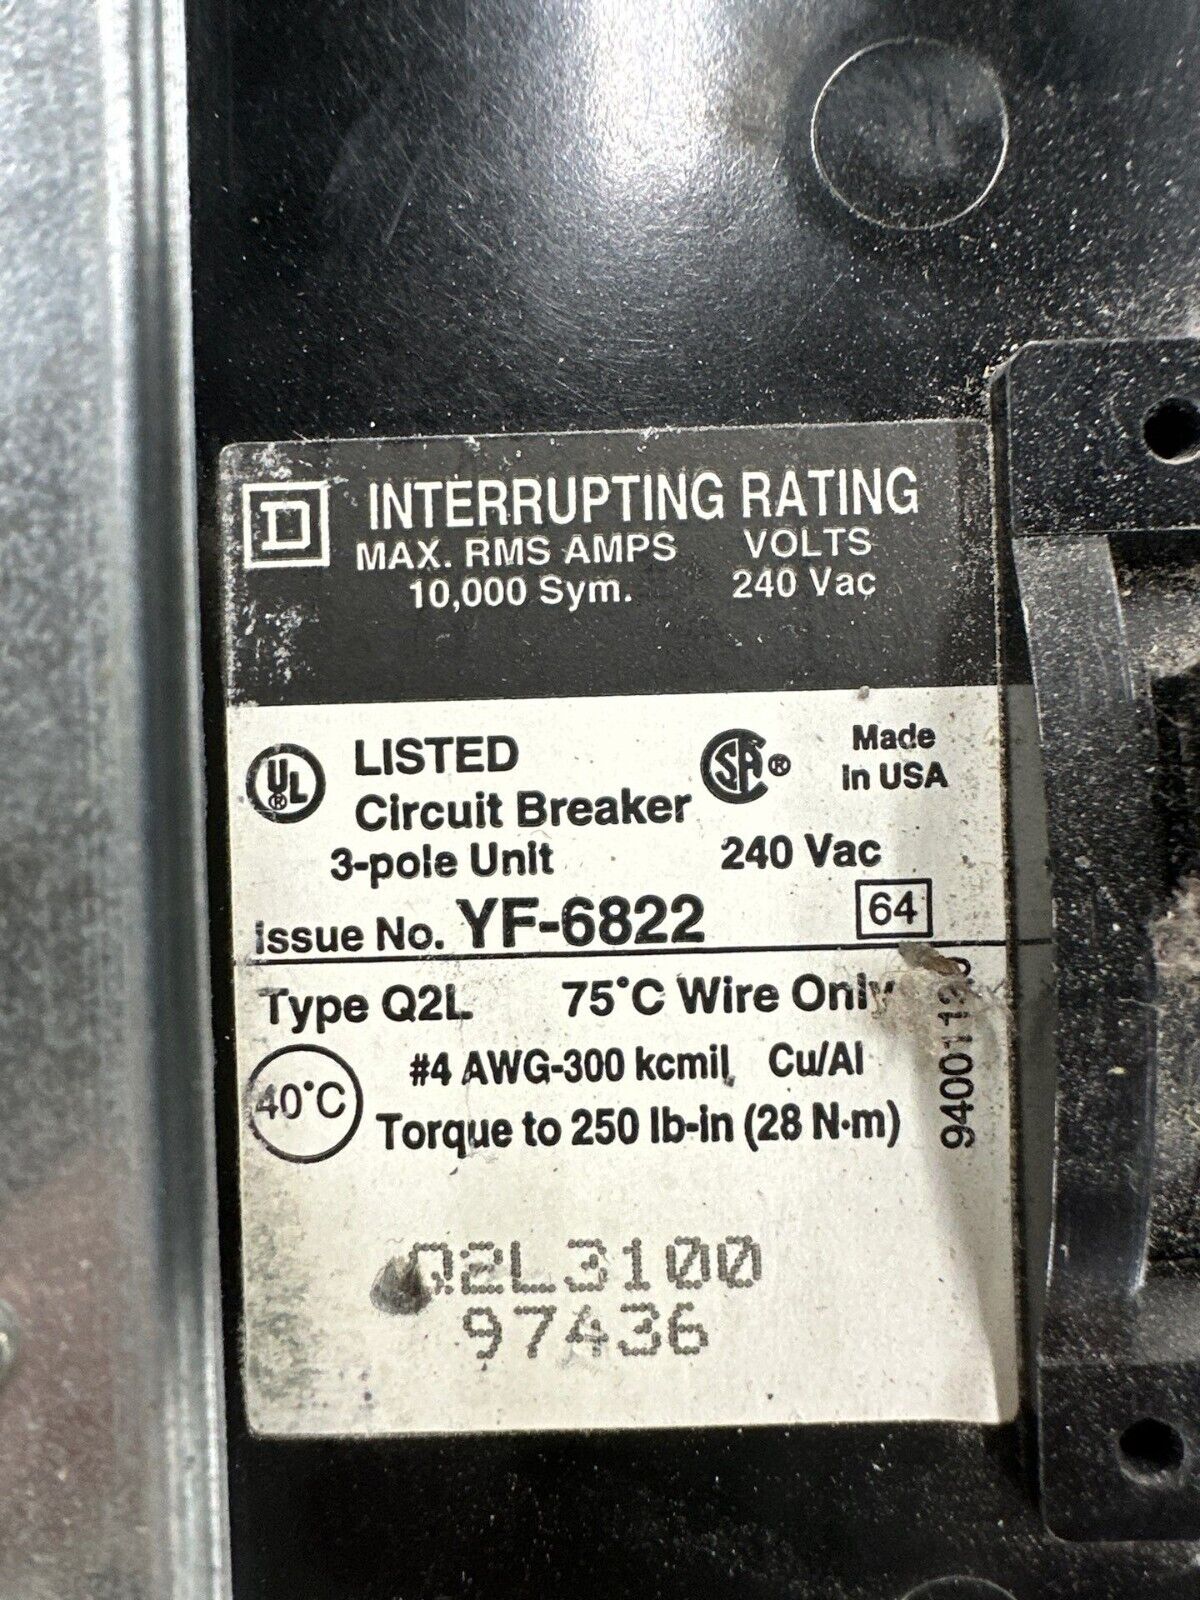 D INTERRUPTING RATING
MAX. RMS AMPS VOLTS
10,000 Sym. 240 Vac
UL ® LISTED
Circuit Breaker
SA ®
Made
in USA
3-pole Unit 240 Vac
Issue No. YF-6822 64
Type Q2L 75°C Wire Only
40°C
#4 AWG-300 kcmil Cu/Al
Torque to 250 lb-in (28 N·m)
Q2L3100
97436